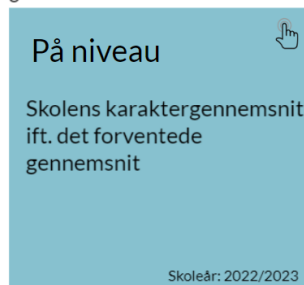 På niveau
Skolens karaktergennemsnit
ift. det forventede
gennemsnit
Skoleår: 2022/2023